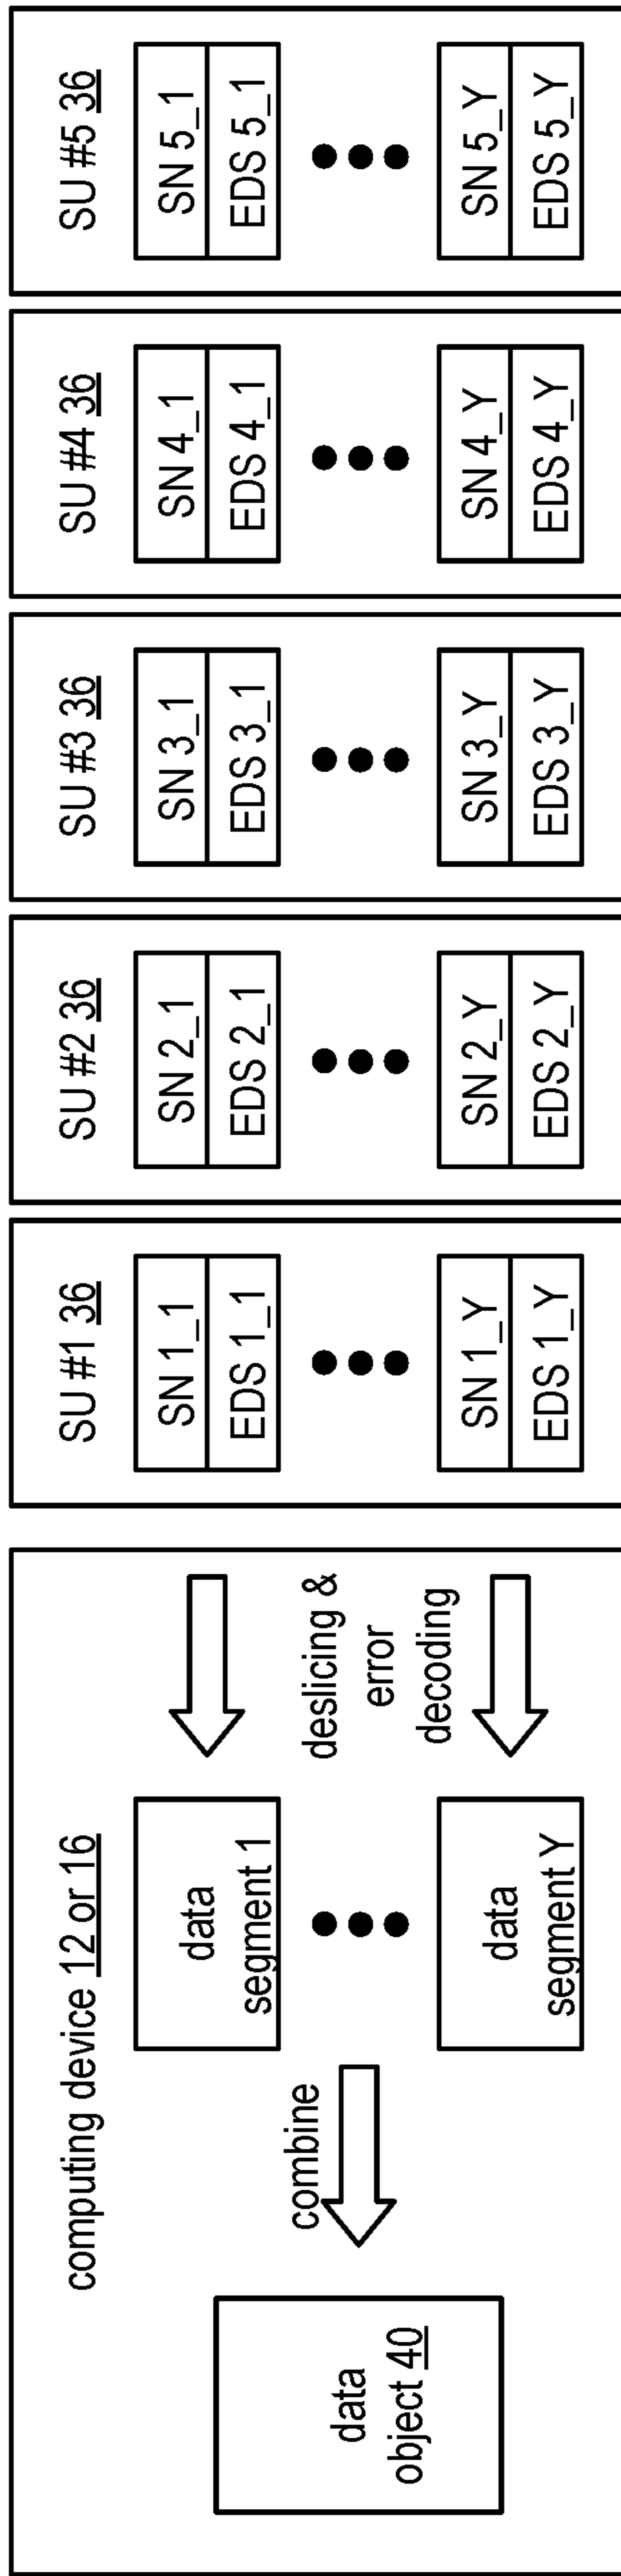 computing device 12 or 16
data
object 40
combine
data
segment 1
data
segment Y
deslicing &
error
decoding
SU #1 36
SN 1_1
EDS 1_1
SN 1_Y
EDS 1_Y
SU #2 36
SN 2_1
EDS 2_1
SN 2_Y
EDS 2_Y
SU #3 36
SN 3_1
EDS 3_1
SN 3_Y
EDS 3_Y
SU #4 36
SN 4_1
EDS 4_1
SN 4_Y
EDS 4_Y
SU #5 36
SN 5_1
EDS 5_1
SN 5_Y
EDS 5_Y